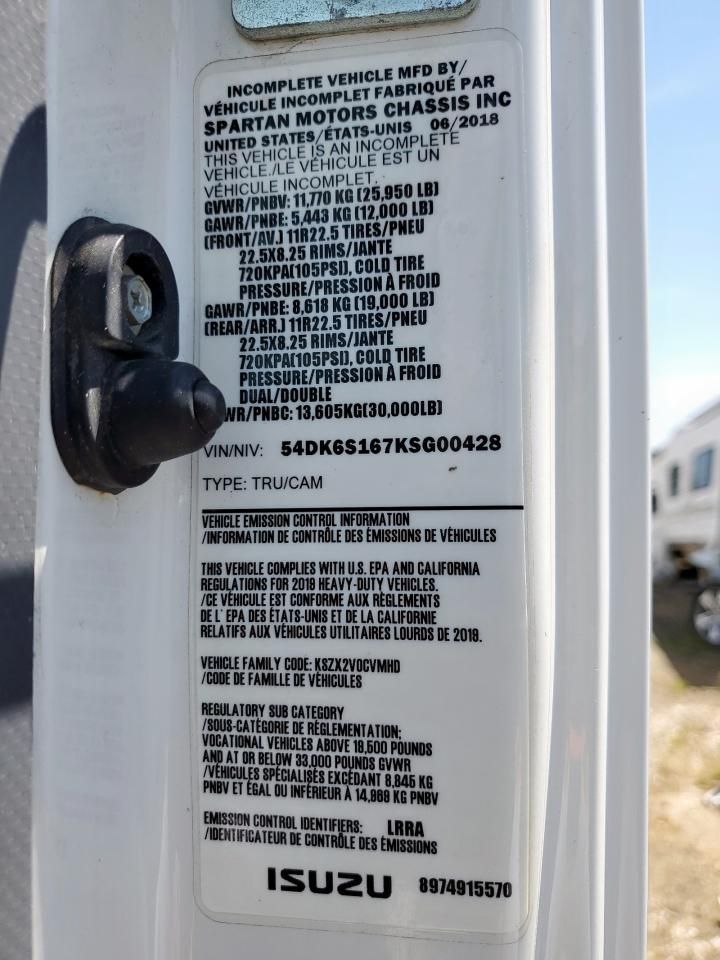 INCOMPLETE VEHICLE MFD BY/
VÉHICULE INCOMPLET FABRIQUÉ PAR
SPARTAN MOTORS CHASSIS INC
UNITED STATES/ÉTATS-UNIS 06/2018
THIS VEHICLE IS AN INCOMPLETE
VEHICLE./LE VÉHICULE EST UN
VÉHICULE INCOMPLET.
GVWR/PNBV: 11,770 KG (25,950 LB)
GAWR/PNBE: 5,443 KG (12,000 LB)
(FRONT/AV.) 11R22.5 TIRES/PNEU
22.5X8.25 RIMS/JANTE
720KPA(105PSI), COLD TIRE
PRESSURE/PRESSION À FROID
GAWR/PNBE: 8,618 KG (19,000 LB)
(REAR/ARR.) 11R22.5 TIRES/PNEU
22.5X8.25 RIMS/JANTE
720KPA(105PSI), COLD TIRE
PRESSURE/PRESSION À FROID
DUAL/DOUBLE
WR/PNBC: 13,605KG(30,000LB)
VIN/NIV: 54DK6S167KSG00428
TYPE: TRU/CAM
VEHICLE EMISSION CONTROL INFORMATION
/INFORMATION DE CONTRÔLE DES ÉMISSIONS DE VÉHICULES
THIS VEHICLE COMPLIES WITH U.S. EPA AND CALIFORNIA
REGULATIONS FOR 2018 HEAVY-DUTY VEHICLES.
/CE VÉHICULE EST CONFORME AUX RÈGLEMENTS
DE L' EPA DES ÉTATS-UNIS ET DE LA CALIFORNIE
RELATIFS AUX VÉHICULES UTILITAIRES LOURDS DE 2018.
VEHICLE FAMILY CODE: KSZX2VOCVMHD
/CODE DE FAMILLE DE VÉHICULES
REGULATORY SUB CATEGORY
/SOUS-CATÉGORIE DE RÉGLEMENTATION;
VOCATIONAL VEHICLES ABOVE 18,500 POUNDS
AND AT OR BELOW 33,000 POUNDS GVWR
/VÉHICULES SPÉCIALISÉS EXCÉDANT 8,845 KG
PNBV ET ÉGAL OU INFÉRIEUR À 14,969 KG PNBV
EMISSION CONTROL IDENTIFIERS: LRRA
/IDENTIFICATEUR DE CONTRÔLE DES ÉMISSIONS
ISUZU 8974915570